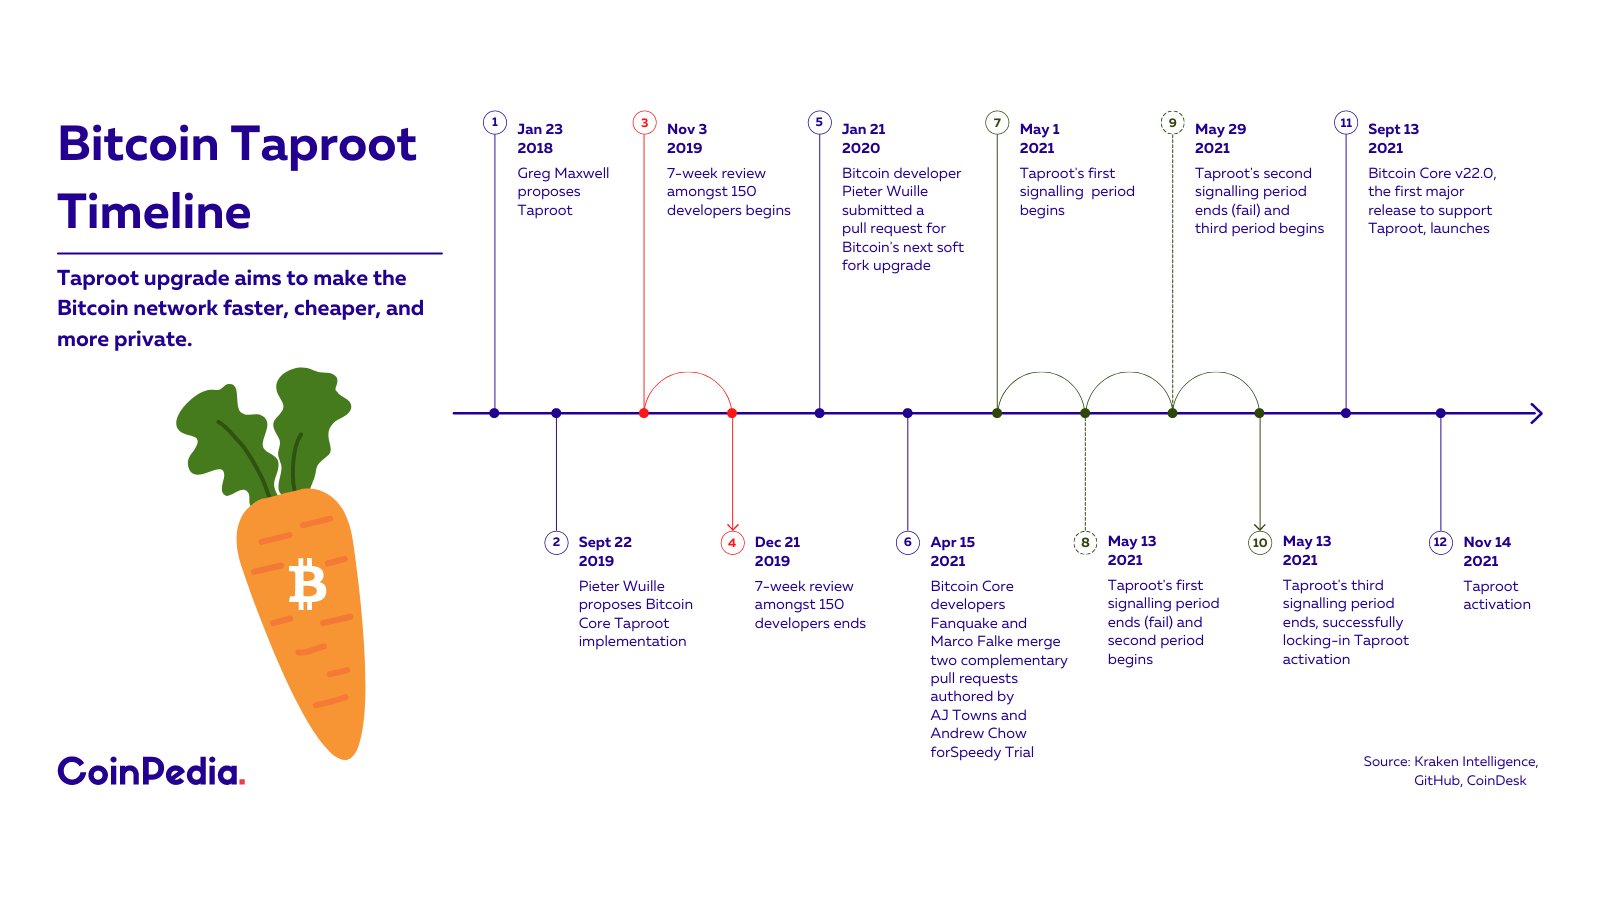 Bitcoin Taproot
Timeline
Taproot upgrade aims to make the
Bitcoin network faster, cheaper, and
more private.
CoinPedia.
1
Jan 23
2018
Greg Maxwell
proposes
Taproot
2
Sept 22
2019
Pieter Wuille
proposes Bitcoin
Core Taproot
implementation
3
Nov 3
2019
7-week review
amongst 150
developers begins
4
Dec 21
2019
7-week review
amongst 150
developers ends
5
Jan 21
2020
Bitcoin developer
Pieter Wuille
submitted a
pull request for
Bitcoin's next soft
fork upgrade
6
Apr 15
2021
Bitcoin Core
developers
Fanquake and
Marco Falke merge
two complementary
pull requests
authored by
AJ Towns and
Andrew Chow
forSpeedy Trial
7
May 1
2021
Taproot's first
signalling period
begins
8
May 13
2021
Taproot's first
signalling period
ends (fail) and
second period
begins
9
May 29
2021
Taproot's second
signalling period
ends (fail) and
third period begins
10
May 13
2021
Taproot's third
signalling period
ends, successfully
locking-in Taproot
activation
11
Sept 13
2021
Bitcoin Core v22.0,
the first major
release to support
Taproot, launches
12
Nov 14
2021
Taproot
activation
Source: Kraken Intelligence,
GitHub, CoinDesk